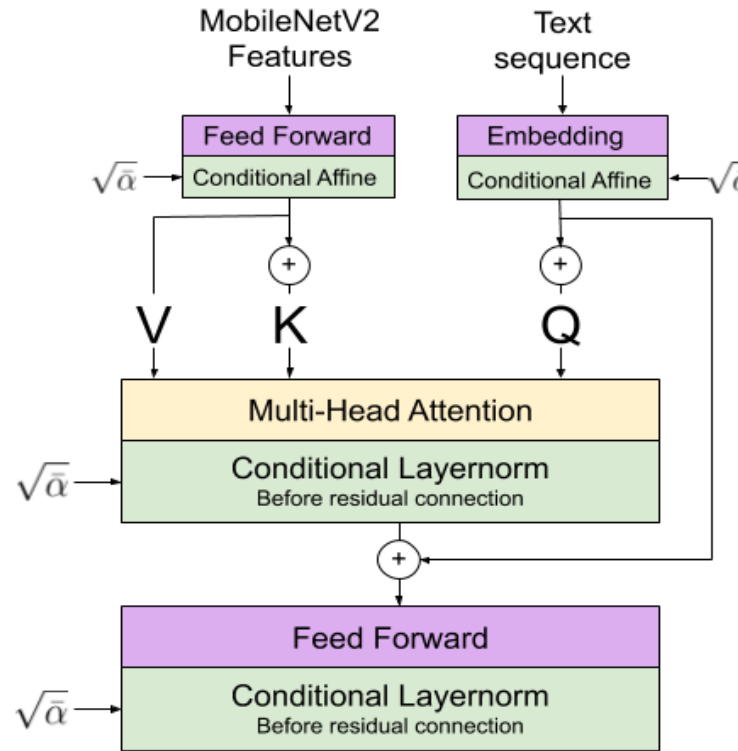 MobileNetV2
Features
Text
sequence
Feed Forward
Embedding
√ᾱ
Conditional Affine
Conditional Affine
+
+
V
K
Q
Multi-Head Attention
√ᾱ
Conditional Layernorm
Before residual connection
+
Feed Forward
√ᾱ
Conditional Layernorm
Before residual connection